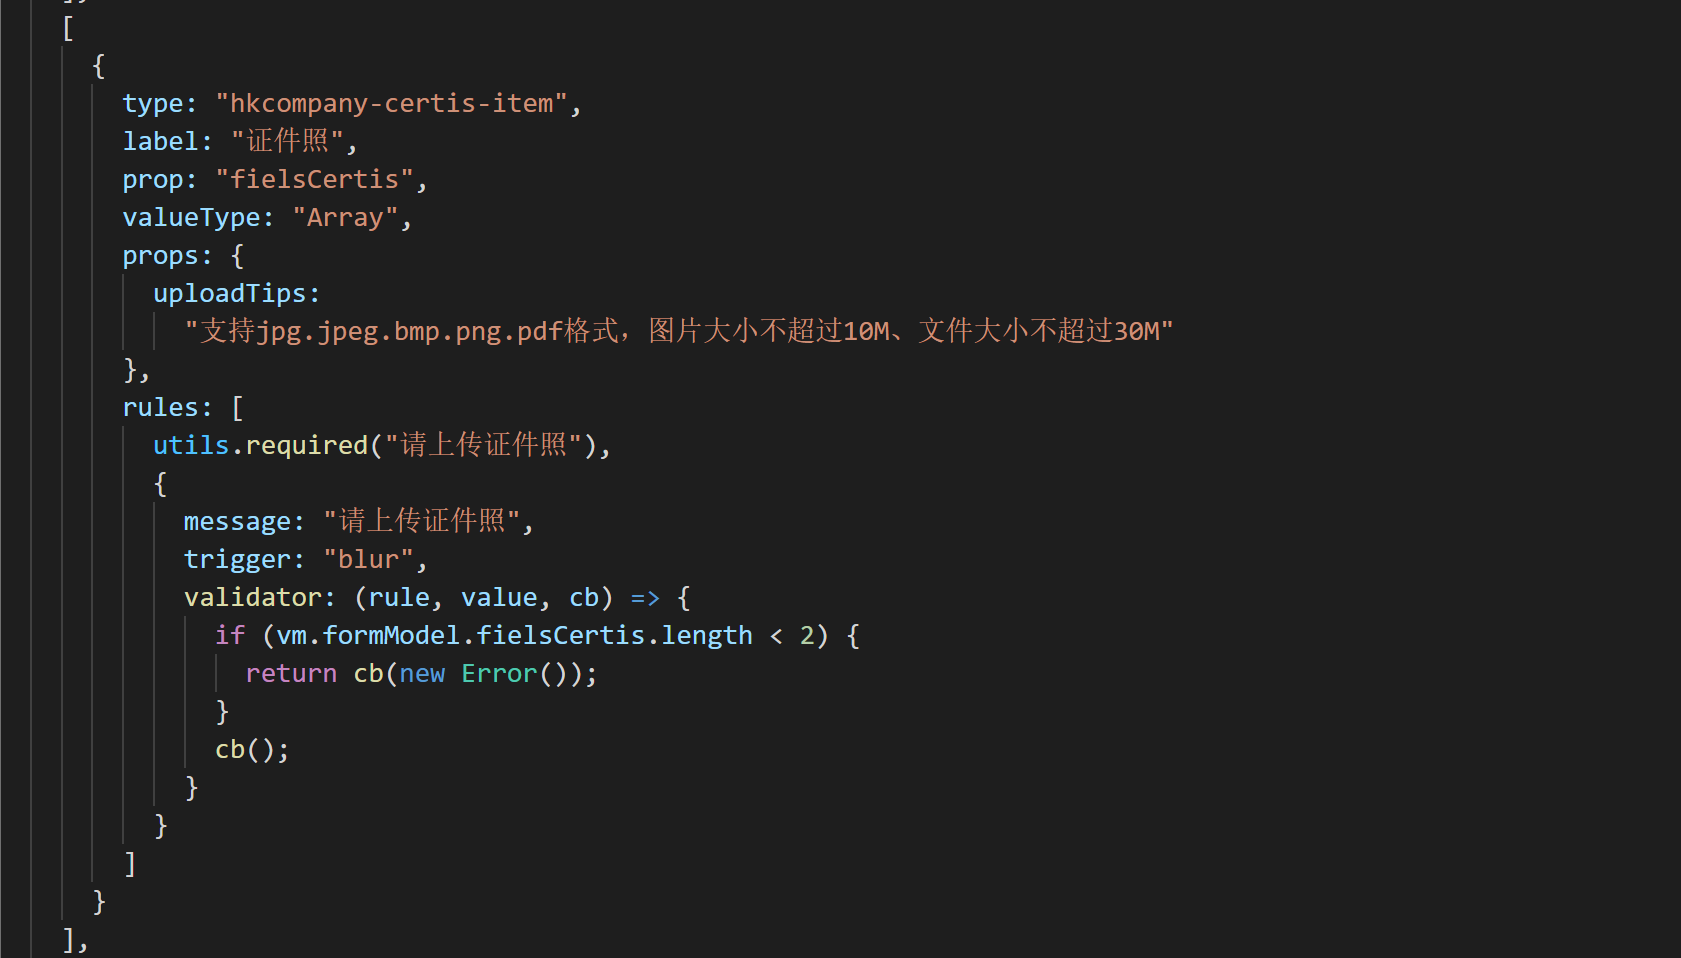 [
{
type: "hkcompany-certis-item",
label: "证件照",
prop: "fielsCertis",
valueType: "Array",
props: {
uploadTips:
"支持jpg.jpeg.bmp.png.pdf格式，图片大小不超过10M、文件大小不超过30M"
},
rules: [
utils.required("请上传证件照"),
{
message: "请上传证件照",
trigger: "blur",
validator: (rule, value, cb) => {
if (vm.formModel.fielsCertis.length < 2) {
return cb(new Error());
}
cb();
}
}
]
}
],